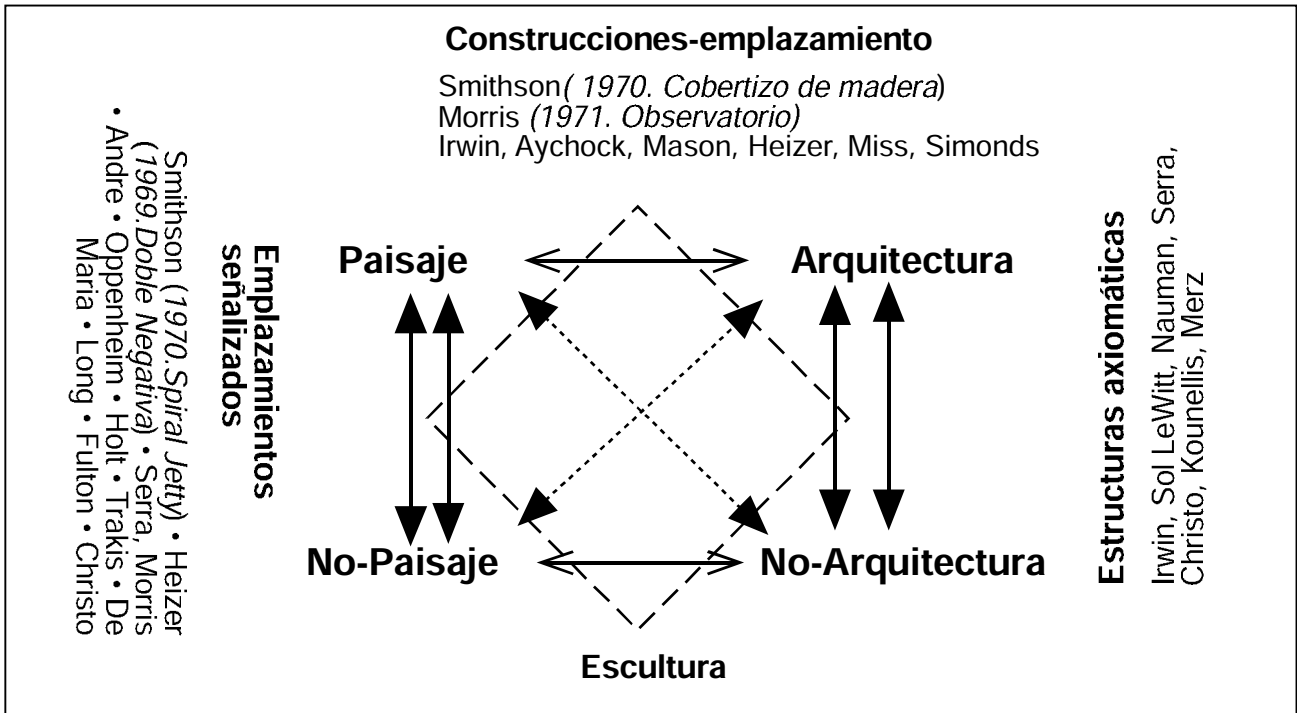 Construcciones-emplazamiento
Smithson( 1970. Cobertizo de madera)
Morris (1971. Observatorio)
Irwin, Aychock, Mason, Heizer, Miss, Simonds
Smithson (1970.Spiral Jetty) • Heizer
(1969.Doble Negativa) • Serra, Morris
• Andre • Oppenheim • Holt • Trakis • De
Maria • Long • Fulton • Christo
Emplazamientos
señalizados
Paisaje
Arquitectura
No-Paisaje
No-Arquitectura
Escultura
Estructuras axiomáticas
Irwin, Sol LeWitt, Nauman, Serra,
Christo, Kounellis, Merz